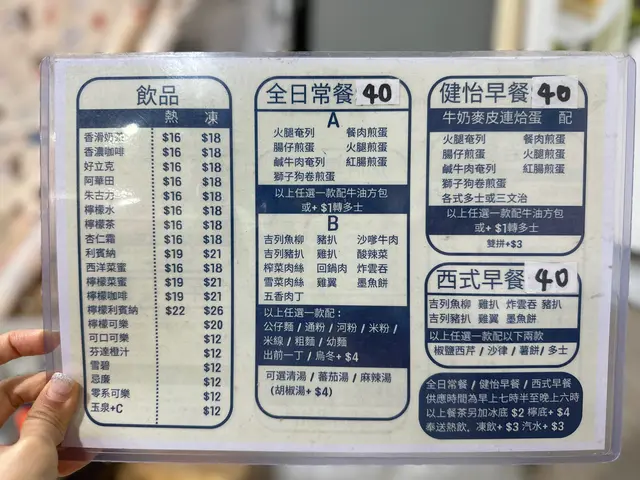 飲品
熱 凍
香滑奶茶 $16 $18
香濃咖啡 $16 $18
好立克 $16 $18
阿華田 $16 $18
朱古力 $16 $18
檸檬水 $16 $18
檸檬茶 $16 $18
杏仁霜 $16 $18
利賓納 $19 $21
西洋菜蜜 $16 $18
檸檬菜蜜 $19 $21
檸檬咖啡 $19 $21
檸檬利賓納 $22 $26
檸檬可樂 $20
可口可樂 $12
芬達橙汁 $12
雪碧 $12
忌廉 $12
零系可樂 $12
玉泉+C $12
全日常餐 40
A
火腿奄列 餐肉煎蛋
腸仔煎蛋 火腿煎蛋
鹹牛肉奄列 紅腸煎蛋
獅子狗卷煎蛋
以上任選一款配牛油方包
或+ $1轉多士
B
吉列魚柳 豬扒 沙嗲牛肉
吉列豬扒 雞扒 酸辣菜
榨菜肉絲 回鍋肉 炸雲吞
雪菜肉絲 雞翼 墨魚餅
五香肉丁
以上任選一款配：
公仔麵 / 通粉 / 河粉 / 米粉 /
米線 / 粗麵 / 幼麵
出前一丁 / 烏冬+ $4
可選清湯 / 蕃茄湯 / 麻辣湯
(胡椒湯+ $4)
健怡早餐 40
牛奶麥皮連烚蛋 配
火腿奄列 餐肉煎蛋
腸仔煎蛋 火腿煎蛋
鹹牛肉奄列 紅腸煎蛋
獅子狗卷煎蛋
各式多士或三文治
以上任選一款配牛油方包
或+ $1轉多士
雙拼+$3
西式早餐 40
吉列魚柳 雞扒 炸雲吞 豬扒
吉列豬扒 雞翼 墨魚餅
以上任選一款配以下兩款
椒鹽西芹 / 沙律 / 薯餅 / 多士
全日常餐 / 健怡早餐 / 西式早餐
供應時間為早上七時半至晚上六時
以上餐茶另加冰底 $2 檸底+ $4
奉送熱飲，凍飲+ $3 汽水+ $3